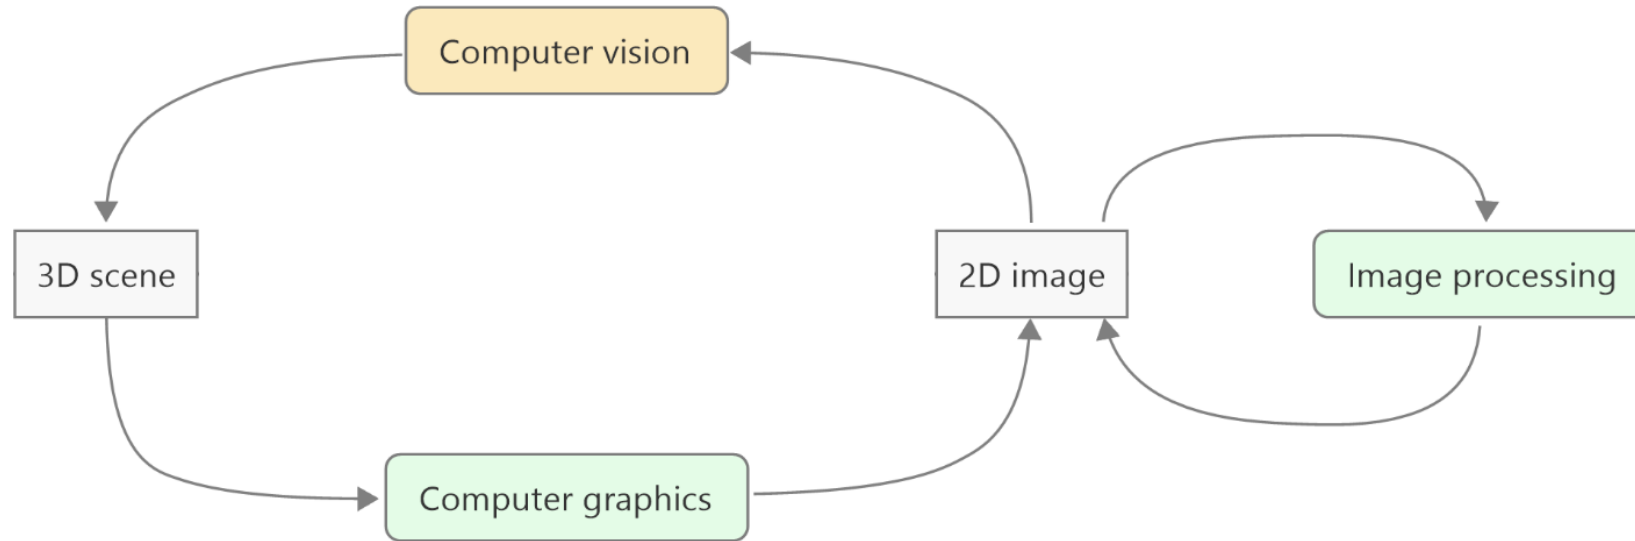 Computer vision
3D scene
2D image
Image processing
Computer graphics